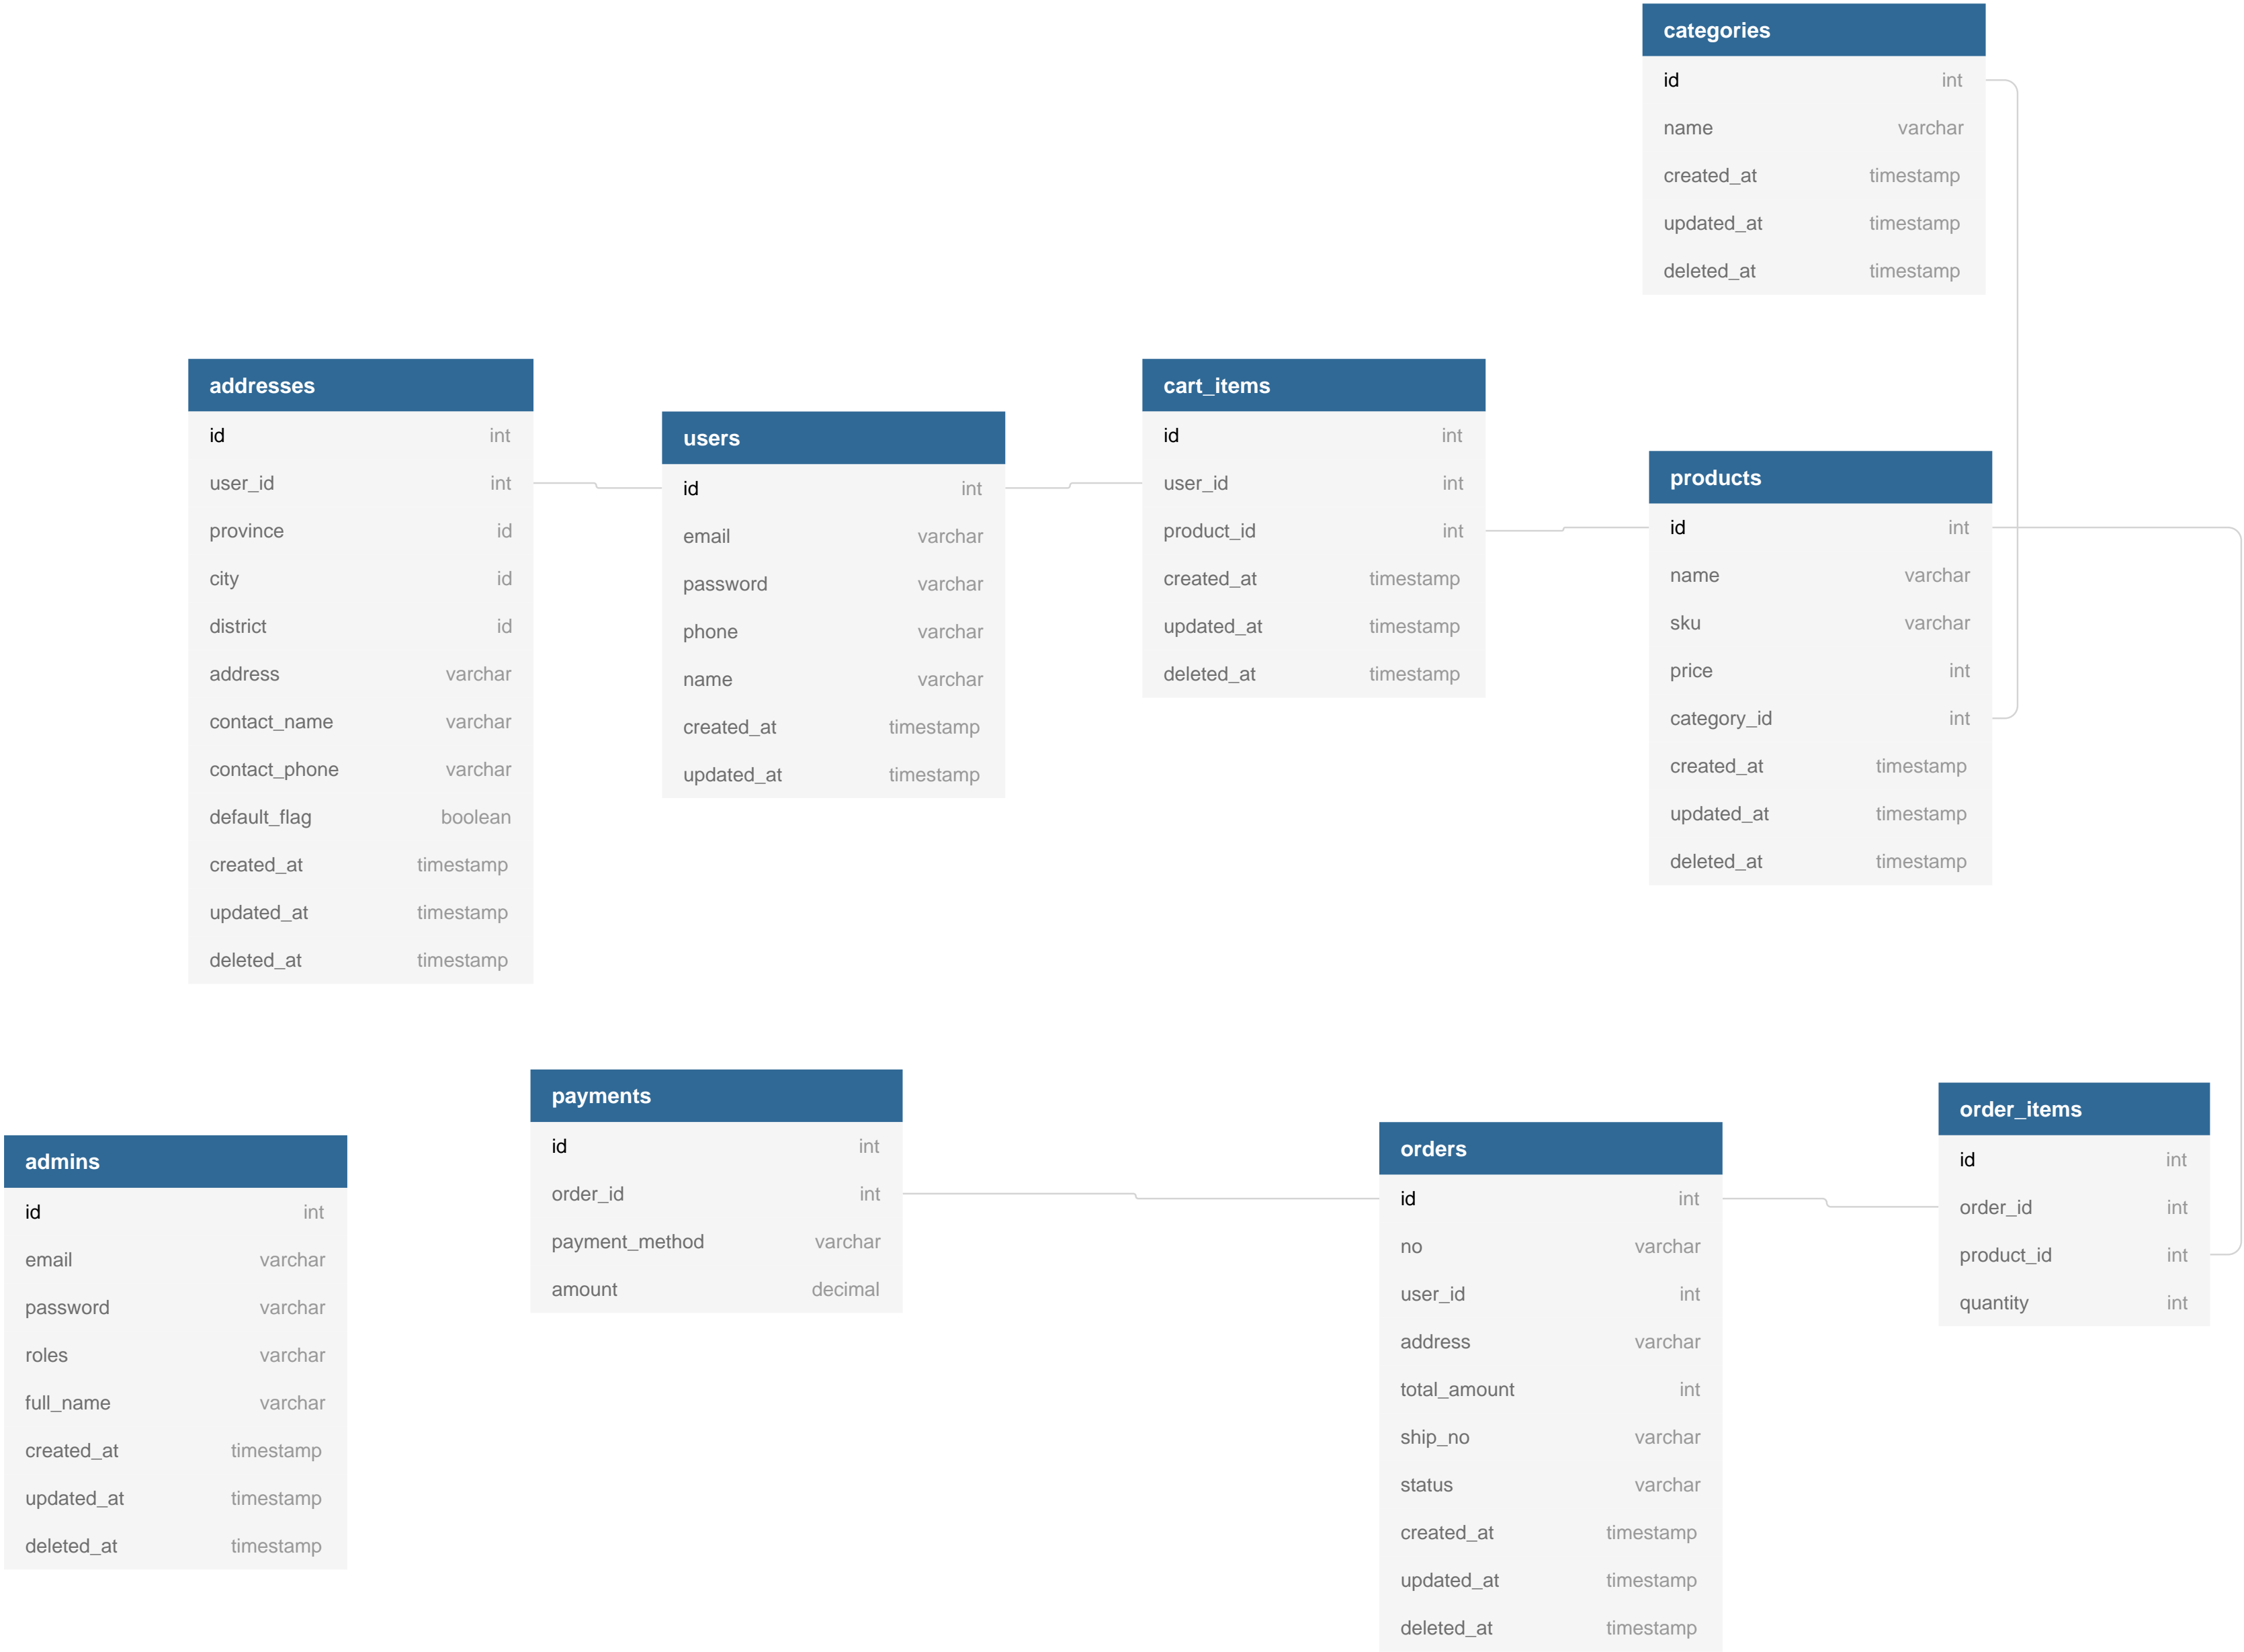 categories
id int
name varchar
created_at timestamp
updated_at timestamp
deleted_at timestamp
addresses
id int
user_id int
province id
city id
district id
address varchar
contact_name varchar
contact_phone varchar
default_flag boolean
created_at timestamp
updated_at timestamp
deleted_at timestamp
users
id int
email varchar
password varchar
phone varchar
name varchar
created_at timestamp
updated_at timestamp
cart_items
id int
user_id int
product_id int
created_at timestamp
updated_at timestamp
deleted_at timestamp
products
id int
name varchar
sku varchar
price int
category_id int
created_at timestamp
updated_at timestamp
deleted_at timestamp
admins
id int
email varchar
password varchar
roles varchar
full_name varchar
created_at timestamp
updated_at timestamp
deleted_at timestamp
payments
id int
order_id int
payment_method varchar
amount decimal
orders
id int
no varchar
user_id int
address varchar
total_amount int
ship_no varchar
status varchar
created_at timestamp
updated_at timestamp
deleted_at timestamp
order_items
id int
order_id int
product_id int
quantity int